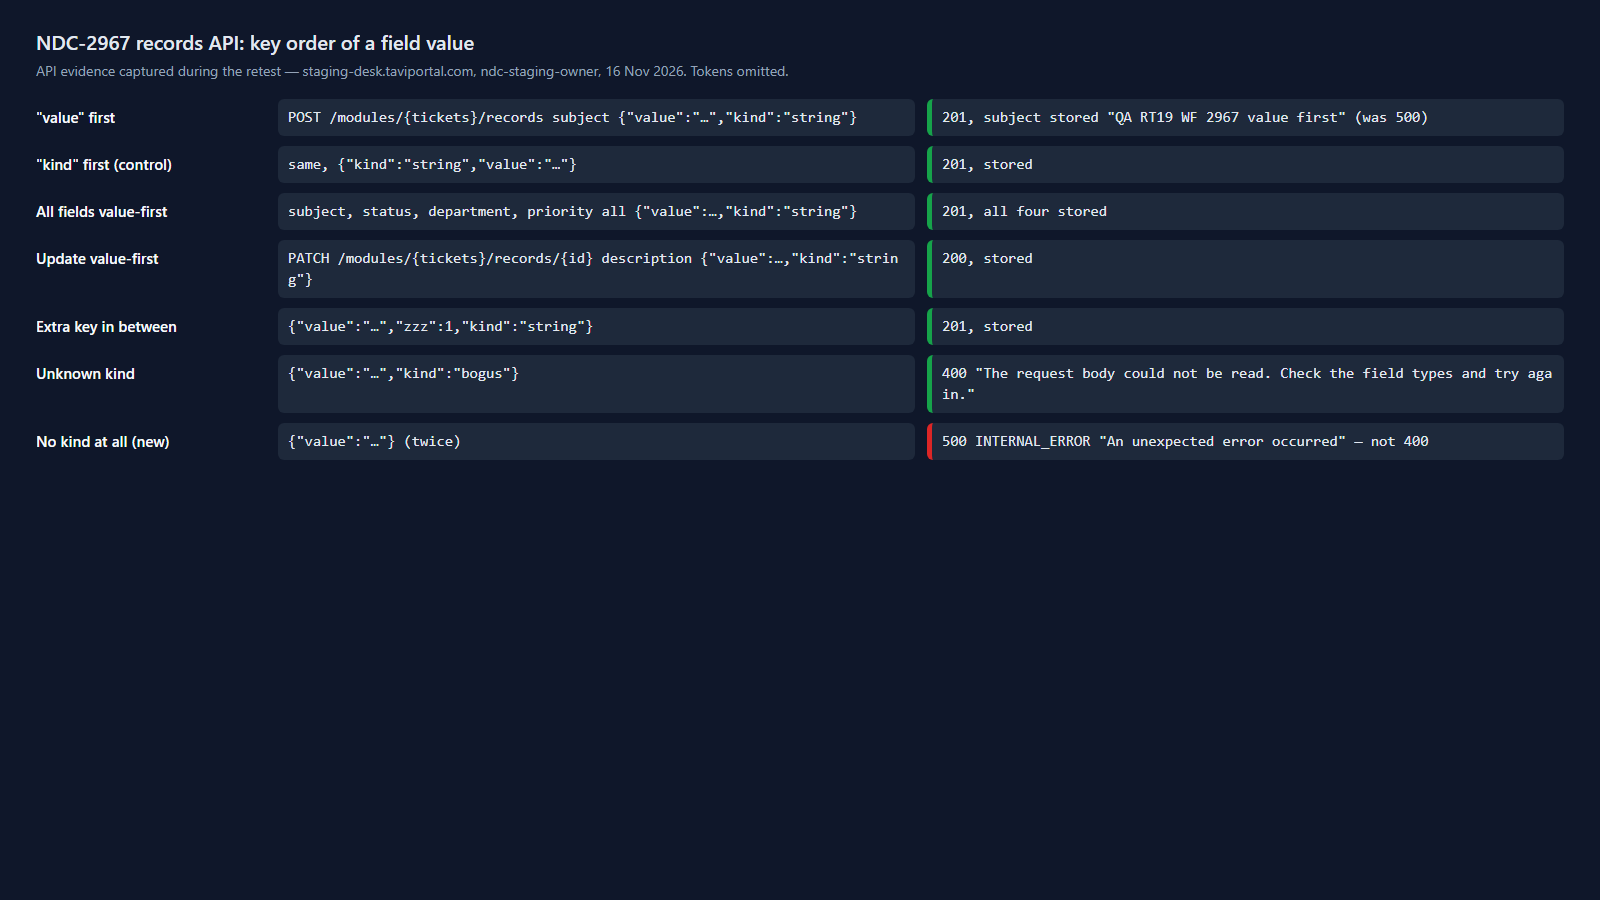 NDC-2967 records API: key order of a field value
API evidence captured during the retest — staging-desk.taviportal.com, ndc-staging-owner, 16 Nov 2026. Tokens omitted.
"value" first
POST /modules/{tickets}/records subject {"value":"…","kind":"string"}
201, subject stored "QA RT19 WF 2967 value first" (was 500)
"kind" first (control)
same, {"kind":"string","value":"…"}
201, stored
All fields value-first
subject, status, department, priority all {"value":…,"kind":"string"}
201, all four stored
Update value-first
PATCH /modules/{tickets}/records/{id} description {"value":…,"kind":"strin
g"}
200, stored
Extra key in between
{"value":"…","zzz":1,"kind":"string"}
201, stored
Unknown kind
{"value":"…","kind":"bogus"}
400 "The request body could not be read. Check the field types and try aga
in."
No kind at all (new)
{"value":"…"} (twice)
500 INTERNAL_ERROR "An unexpected error occurred" — not 400